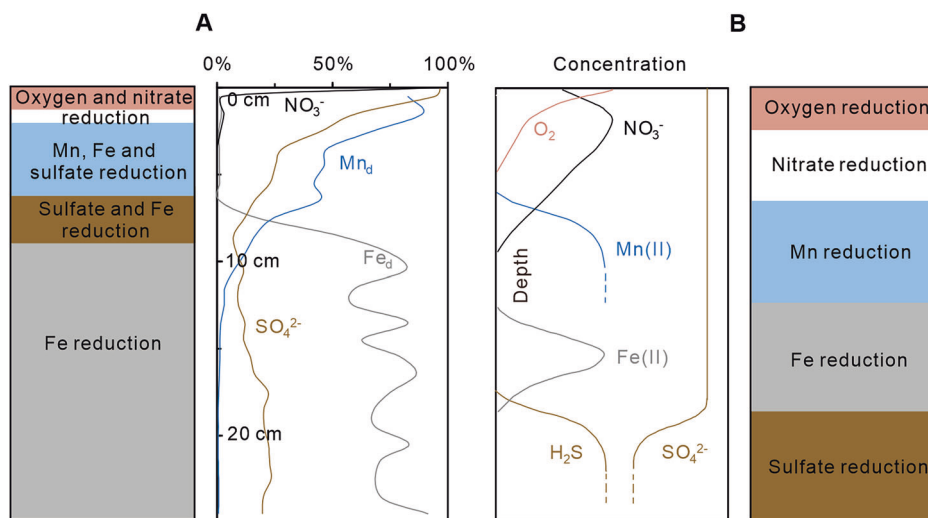 A
B
0%
50%
100%
Concentration
Oxygen and nitrate
reduction
Mn, Fe and
sulfate reduction
Sulfate and Fe
reduction
Fe reduction
0 cm
NO₃⁻
Mn_d
10 cm
Fe_d
SO₄²⁻
20 cm
O₂
NO₃⁻
Mn(II)
Depth
Fe(II)
H₂S
SO₄²⁻
Oxygen reduction
Nitrate reduction
Mn reduction
Fe reduction
Sulfate reduction